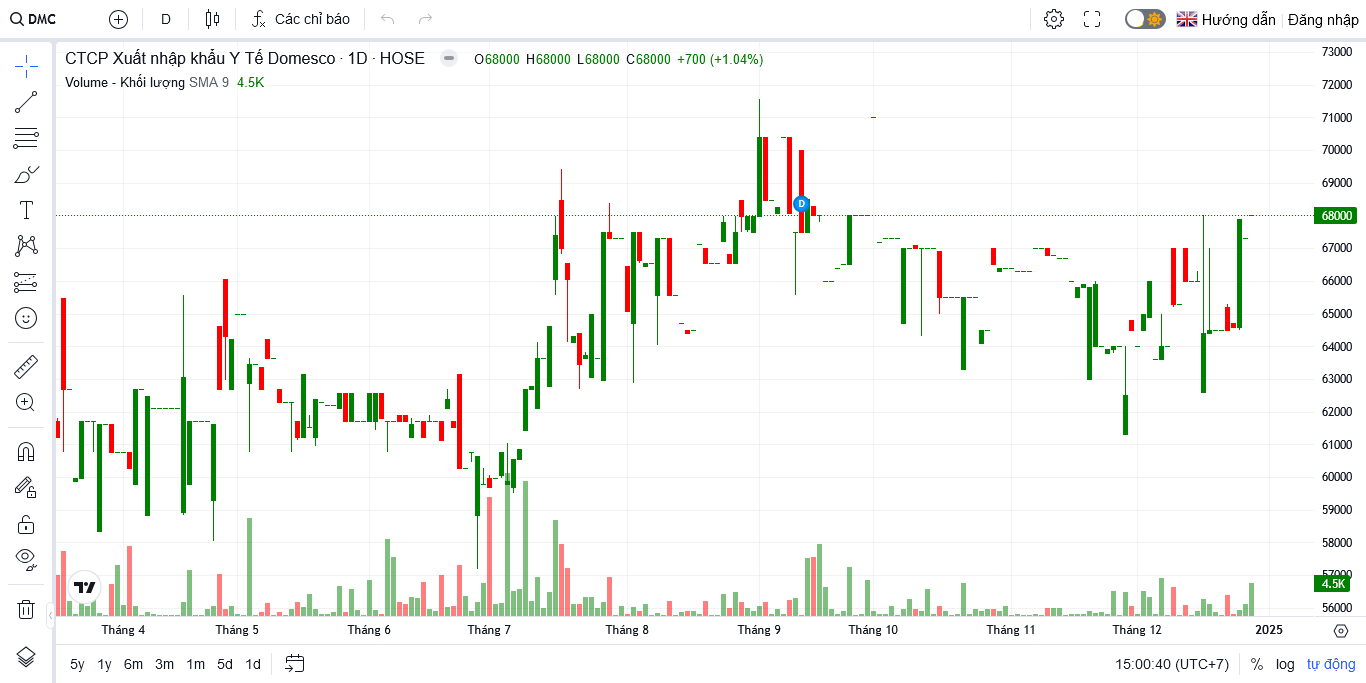 DMC D Các chỉ báo Hướng dẫn Đăng nhập
CTCP Xuất nhập khẩu Y Tế Domesco · 1D · HOSE O68000 H68000 L68000 C68000 +700 (+1.04%)
Volume - Khối lượng SMA 9 4.5K
73000
72000
71000
70000
69000
D
68000
67000
66000
65000
64000
63000
62000
61000
60000
59000
58000
57000
4.5K
56000
Tháng 4 Tháng 5 Tháng 6 Tháng 7 Tháng 8 Tháng 9 Tháng 10 Tháng 11 Tháng 12 2025
5y 1y 6m 3m 1m 5d 1d 15:00:40 (UTC+7) % log tự động